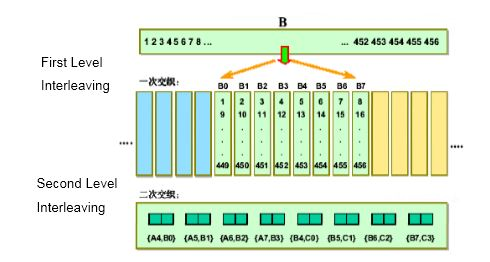 B
1 2 3 4 5 6 7 8 ... ... 452 453 454 455 456
First Level
Interleaving
一次交织：
B0 B1 B2 B3 B4 B5 B6 B7
1 2 3 4 5 6 7 8
9 10 11 12 13 14 15 16
. . . . . . . .
. . . . . . . .
.... ....
. . . . . . . .
449 450 451 452 453 454 455 456
Second Level
Interleaving
二次交织：
{A4,B0} {A5,B1} {A6,B2} {A7,B3} {B4,C0} {B5,C1} {B6,C2} {B7,C3}